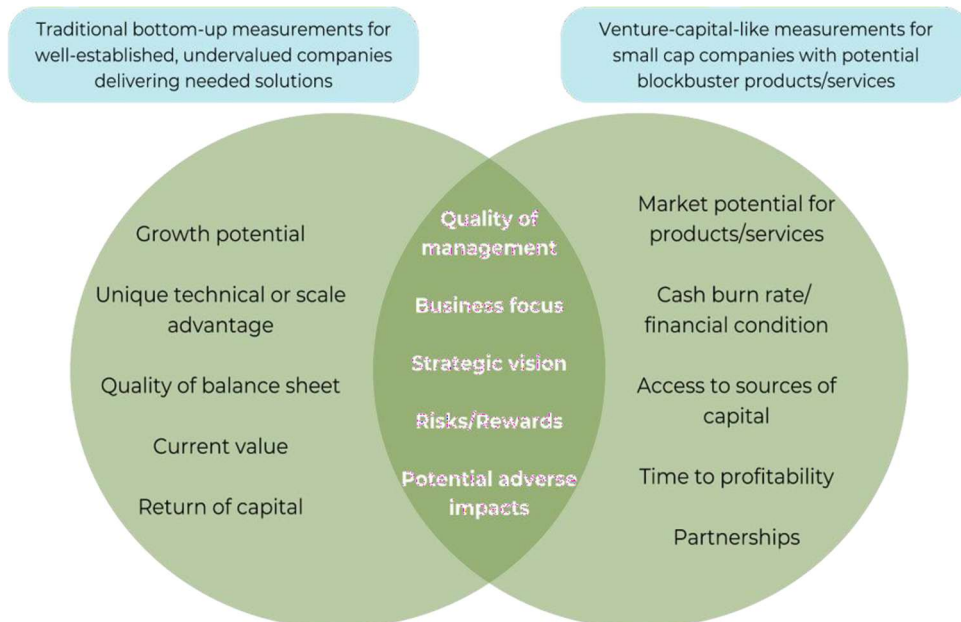 Traditional bottom-up measurements for
well-established, undervalued companies
delivering needed solutions
Venture-capital-like measurements for
small cap companies with potential
blockbuster products/services
Growth potential
Unique technical or scale
advantage
Quality of balance sheet
Current value
Return of capital
Quality of
management
Business focus
Strategic vision
Risks/Rewards
Potential adverse
impacts
Market potential for
products/services
Cash burn rate/
financial condition
Access to sources of
capital
Time to profitability
Partnerships